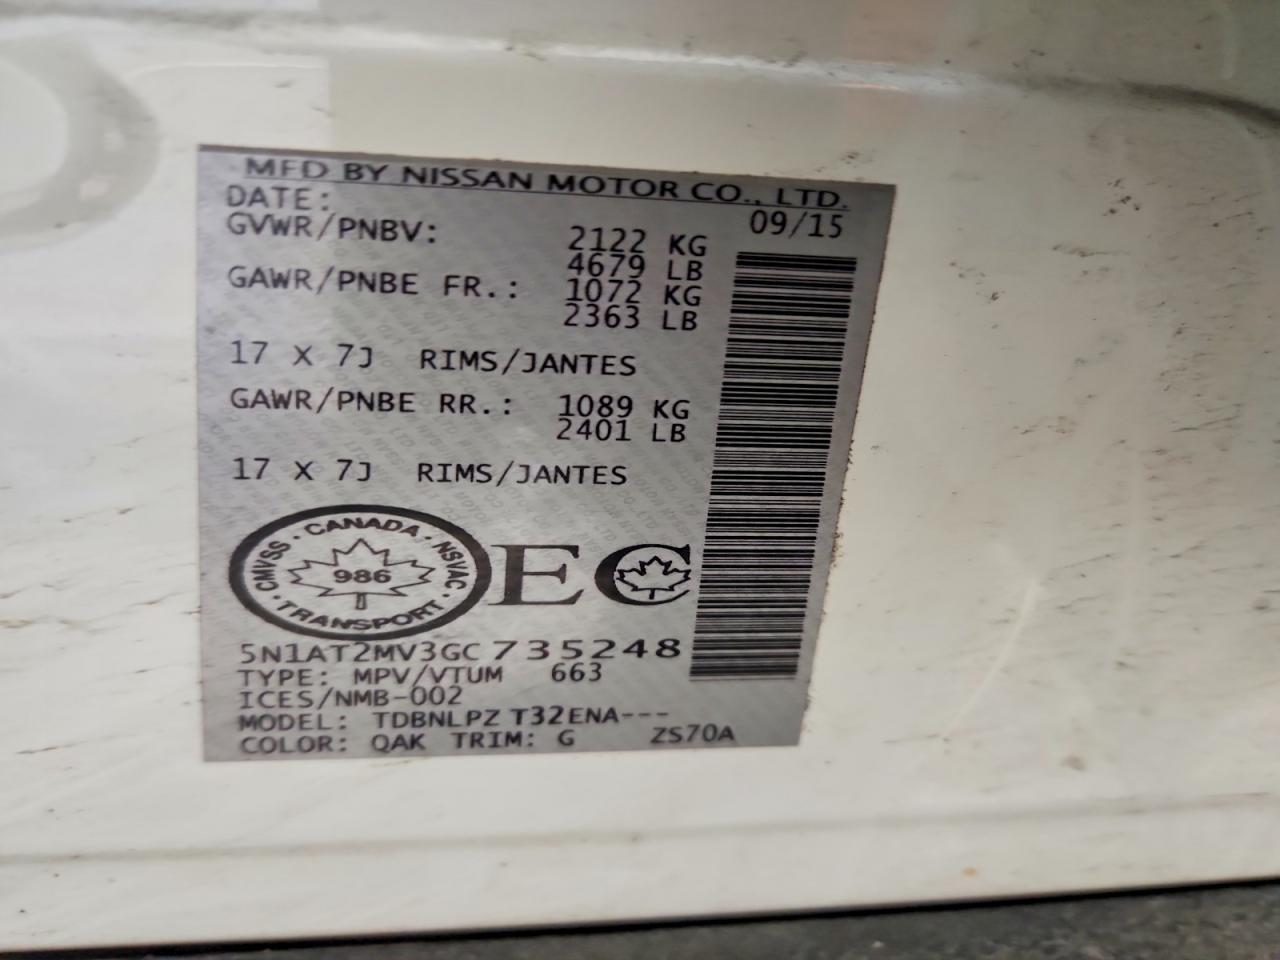 MFD BY NISSAN MOTOR CO., LTD.
DATE: 09/15
GVWR/PNBV: 2122 KG
4679 LB
GAWR/PNBE FR.: 1072 KG
2363 LB
17 X 7J RIMS/JANTES
GAWR/PNBE RR.: 1089 KG
2401 LB
17 X 7J RIMS/JANTES
CANADA · NSVAC · TRANSPORT · CMVSS ·
986
EC
5N1AT2MV3GC735248
TYPE: MPV/VTUM 663
ICES/NMB-002
MODEL: TDBNLPZ T32ENA---
COLOR: QAK TRIM: G ZS70A